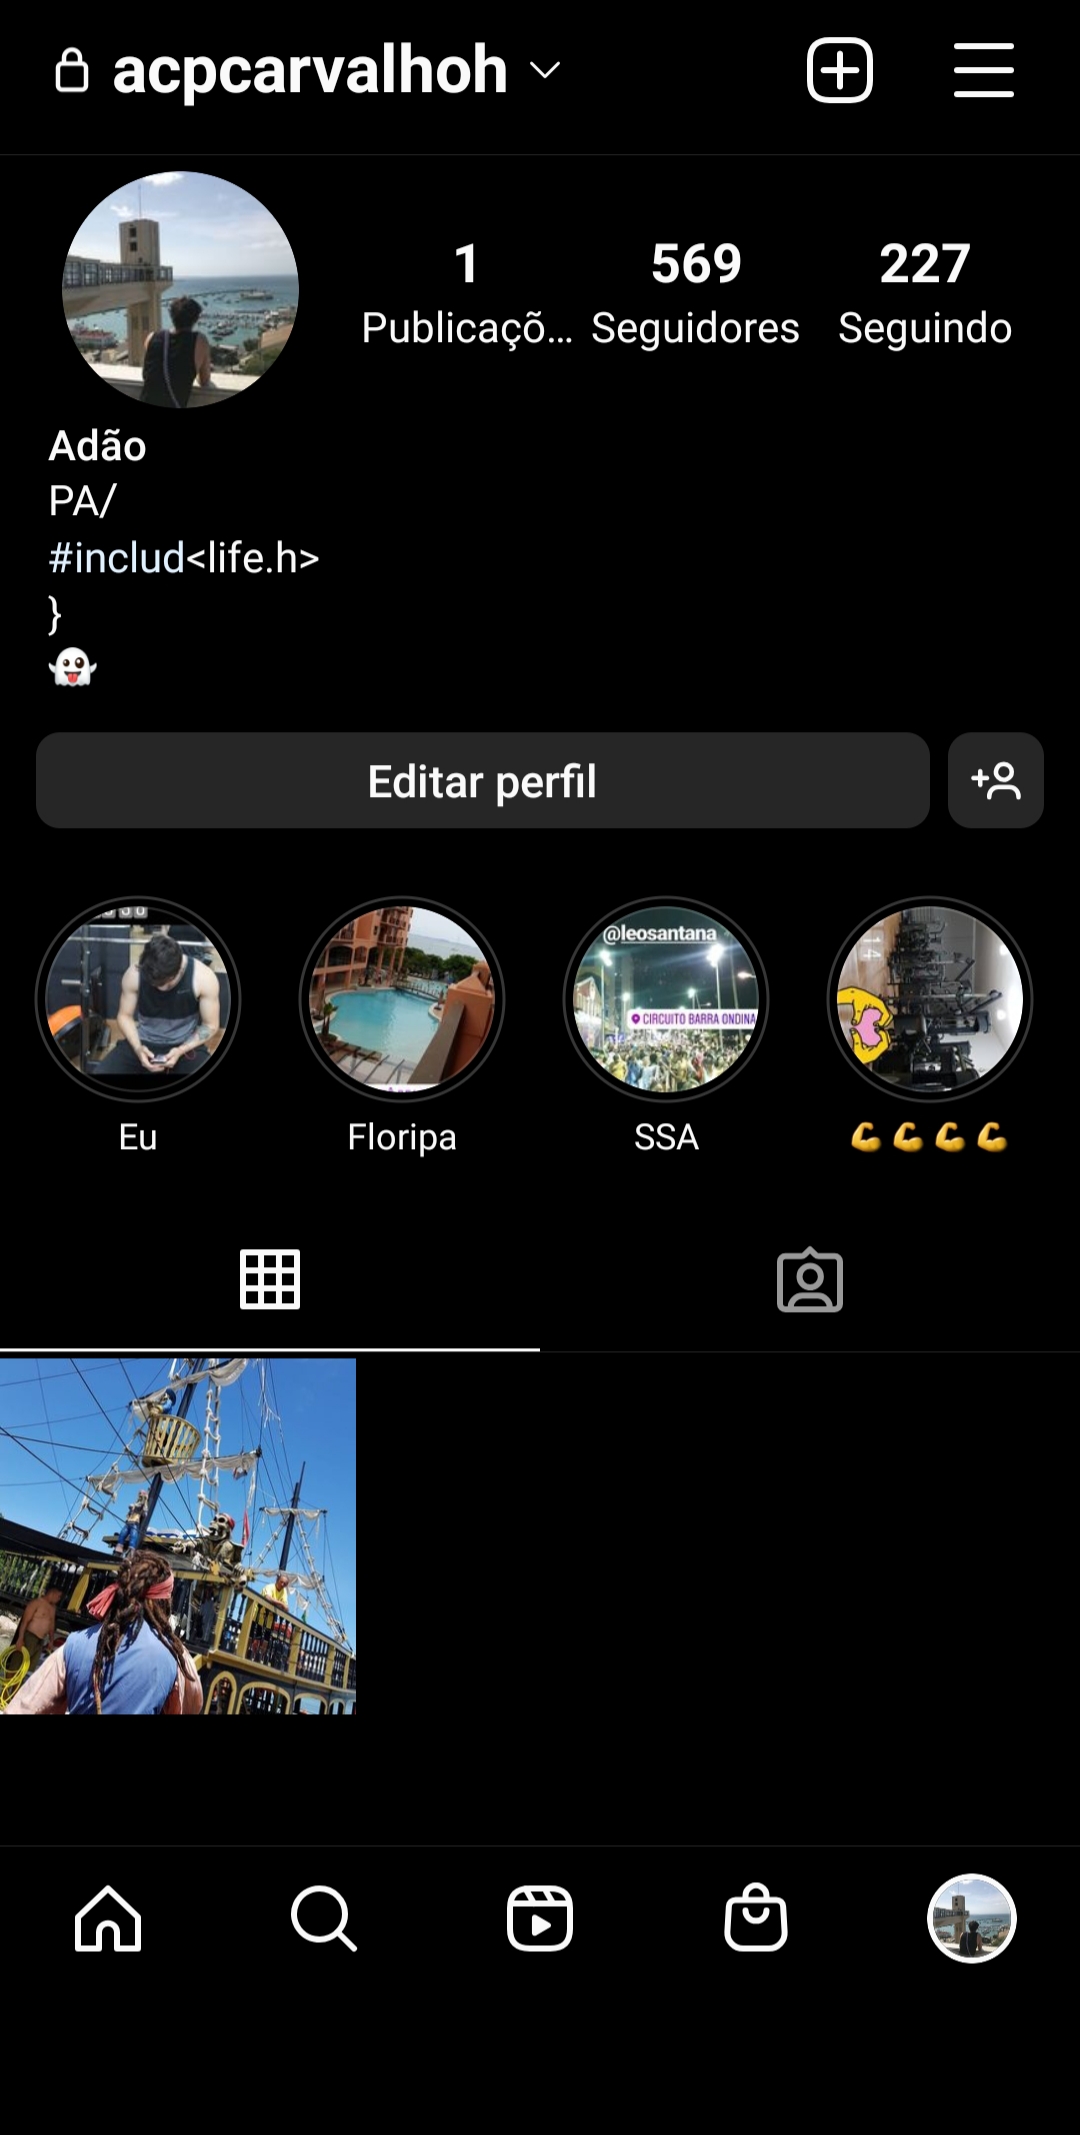 acpcarvalhoh
1 569 227
Publicaçõ... Seguidores Seguindo
Adão
PA/
#includ<life.h>
}
👻
Editar perfil
@leosantana
CIRCUITO BARRA ONDINA
Eu Floripa SSA 💪💪💪💪